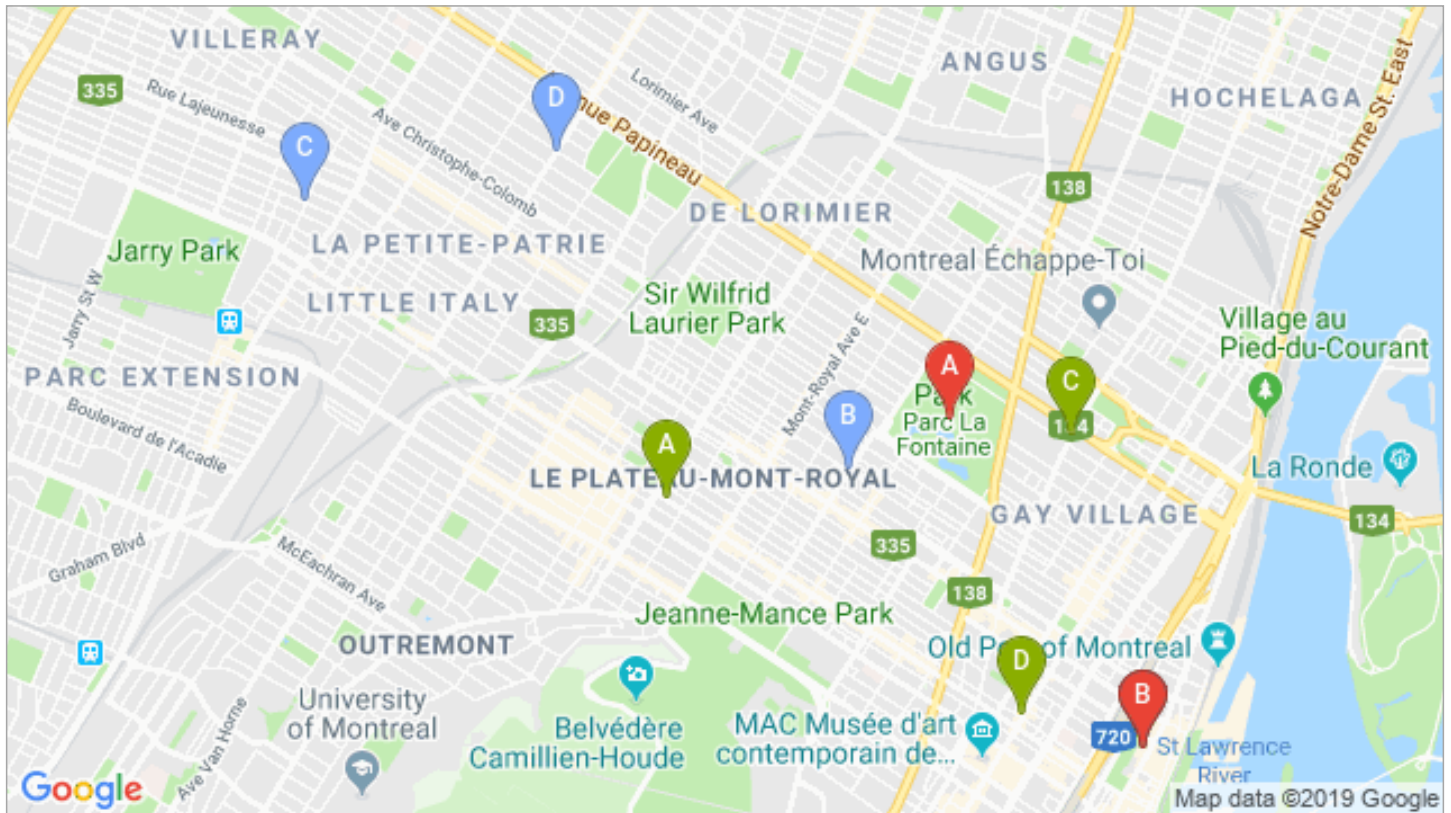 VILLERAY
ANGUS
HOCHELAGA
335
Rue Lajeunesse
D
nue Papineau
Lorimier Ave
Ave Christophe-Colomb
C
Notre-Dame St. East
138
DE LORIMIER
LA PETITE-PATRIE
Jarry Park
Montreal Échappe-Toi
LITTLE ITALY
Jarry St W
335
Sir Wilfrid
Laurier Park
Village au
Pied-du-Courant
PARC EXTENSION
Mont-Royal Ave E
A
Park
Parc La
Fontaine
C
B
Boulevard de l'Acadie
A
LE PLATEAU-MONT-ROYAL
La Ronde
134
GAY VILLAGE
335
Graham Blvd
McEachran Ave
138
Jeanne-Mance Park
OUTREMONT
Old Port of Montreal
D
B
University
of Montreal
Ave Van Horne
Belvédère
Camillien-Houde
MAC Musée d'art
contemporain de...
720
St Lawrence
River
Google
Map data ©2019 Google